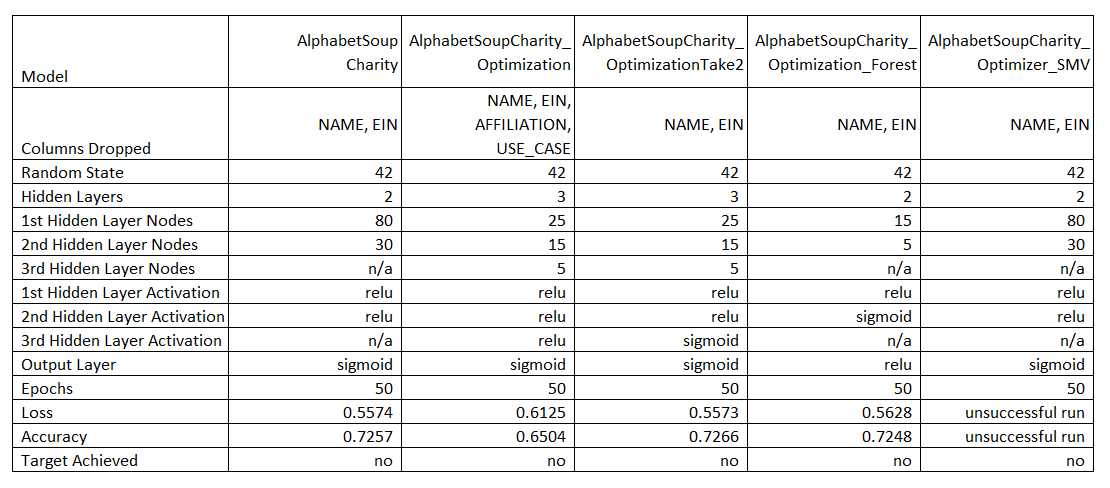 Model AlphabetSoup Charity AlphabetSoupCharity_ Optimization AlphabetSoupCharity_ OptimizationTake2 AlphabetSoupCharity_ Optimization_Forest AlphabetSoupCharity_ Optimizer_SMV
Columns Dropped NAME, EIN NAME, EIN, AFFILIATION, USE_CASE NAME, EIN NAME, EIN NAME, EIN
Random State 42 42 42 42 42
Hidden Layers 2 3 3 2 2
1st Hidden Layer Nodes 80 25 25 15 80
2nd Hidden Layer Nodes 30 15 15 5 30
3rd Hidden Layer Nodes n/a 5 5 n/a n/a
1st Hidden Layer Activation relu relu relu relu relu
2nd Hidden Layer Activation relu relu relu sigmoid relu
3rd Hidden Layer Activation n/a relu sigmoid n/a n/a
Output Layer sigmoid sigmoid sigmoid relu sigmoid
Epochs 50 50 50 50 50
Loss 0.5574 0.6125 0.5573 0.5628 unsuccessful run
Accuracy 0.7257 0.6504 0.7266 0.7248 unsuccessful run
Target Achieved no no no no no